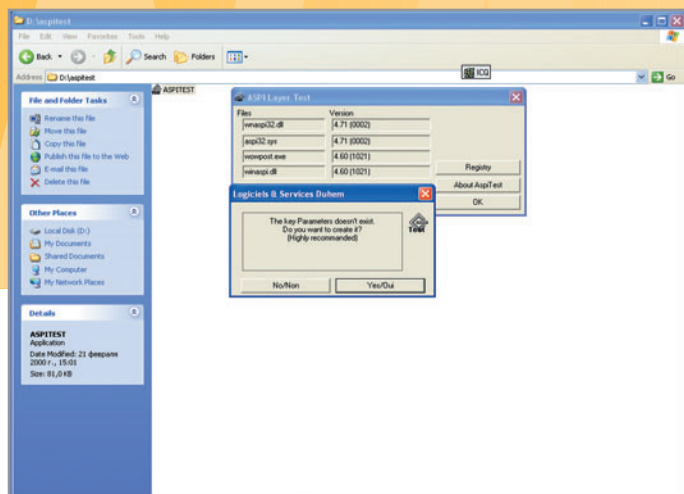 D:\aspitest
File Edit View Favorites Tools Help
Back Search Folders
ICQ
Address D:\aspitest Go
File and Folder Tasks
Rename this file
Move this file
Copy this file
Publish this file to the Web
E-mail this file
Delete this file
Other Places
Local Disk (D:)
My Documents
Shared Documents
My Computer
My Network Places
Details
ASPITEST
Application
Date Modified: 21 февраля
2000 г., 15:01
Size: 81,0 KB
ASPITEST
ASPI Layer Test
Files Version
wnaspi32.dll 4.71 (0002)
aspi32.sys 4.71 (0002)
wowpost.exe 4.60 (1021)
winaspi.dll 4.60 (1021)
Registry
About AspiTest
OK
Logiciels & Services Duhem
The key Parameters doesn't exist.
Do you want to create it?
(Highly recommanded)
Test
No/Non Yes/Oui